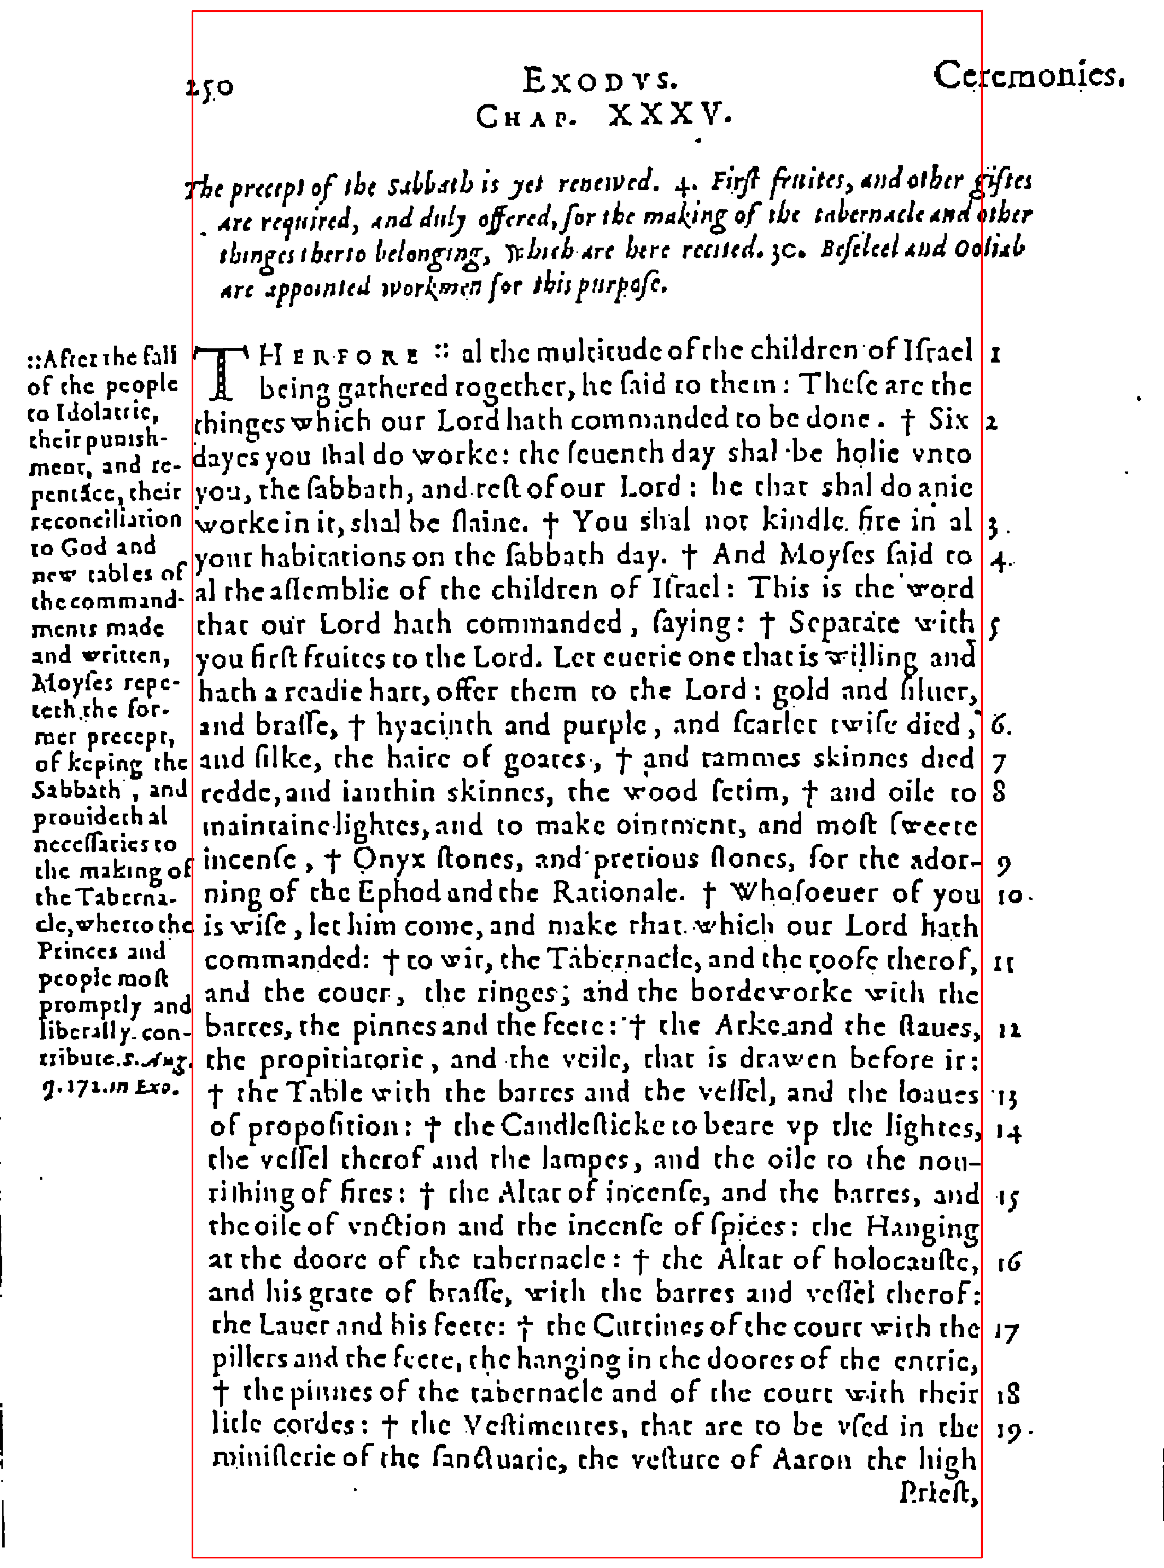 250 EXODVS. Ceremonies.
CHAP. XXXV.
The precept of the Sabbath is yet renewed. 4. Firſt fruites, and other giftes
are required, and duly offered, for the making of the tabernacle and other
thinges therto belonging, which are here recited. 30. Beſeleel and Ooliab
are appointed workmen for this purpoſe.
THERFORE :: al the multitude of the children of Iſrael 1
being gathered together, he ſaid to them: Theſe are the
thinges which our Lord hath commanded to be done. † Six 2
dayes you ſhal do worke: the ſeuenth day shal be holie vnto
you, the ſabbath, and reſt of our Lord: he that shal do anie
worke in it, shal be ſlaine. † You shal not kindle fire in al 3.
your habitations on the ſabbath day. † And Moyſes ſaid to 4.
al the aſſemblie of the children of Iſrael: This is the word
that our Lord hath commanded, ſaying: † Separate with 5
you firſt fruites to the Lord. Let euerie one that is willing and
hath a readie hart, offer them to the Lord: gold and ſiluer,
and braſſe, † hyacinth and purple, and ſcarlet twiſe died, 6.
and ſilke, the haire of goates, † and rammes skinnes died 7
redde, and ianthin skinnes, the wood ſetim, † and oile to 8
maintaine lightes, and to make ointment, and moſt ſweete
incenſe, † Onyx ſtones, and pretious ſtones, for the ador- 9
ning of the Ephod and the Rationale. † Whoſoeuer of you 10.
is wiſe, let him come, and make that which our Lord hath
commanded: † to wit, the Tabernacle, and the rooſe therof, 11
and the couer, the ringes; and the bordeworke with the
barres, the pinnes and the feete: † the Arke and the ſtaues, 12
the propitiatorie, and the veile, that is drawen before it:
† the Table with the barres and the veſſel, and the loaues 13
of propoſition: † the Candleſticke to beare vp the lightes, 14
the veſſel therof and the lampes, and the oile to the nou-
riſhing of fires: † the Altar of incenſe, and the barres, and 15
the oile of vnction and the incenſe of ſpices: the Hanging
at the doore of the tabernacle: † the Altar of holocauſte, 16
and his grate of braſſe, with the barres and veſſel therof:
the Lauer and his feete: † the Curtines of the court with the 17
pillers and the feete, the hanging in the doores of the entrie,
† the pinnes of the tabernacle and of the court with their 18
litle cordes: † the Veſtimentes, that are to be vſed in the 19.
miniſterie of the ſanctuarie, the veſture of Aaron the high
Prieſt,
::After the fall
of the people
to Idolatrie,
their punish-
ment, and re-
pentãce, their
reconciliation
to God and
new tables of
the command-
ments made
and written,
Moyſes repe-
teth the for-
mer precept,
of keping the
Sabbath, and
prouideth al
neceſſaries to
the making of
the Taberna-
cle, wherto the
Princes and
people moſt
promptly and
liberally con-
tribute. S. Aug.
q. 172. in Exo.